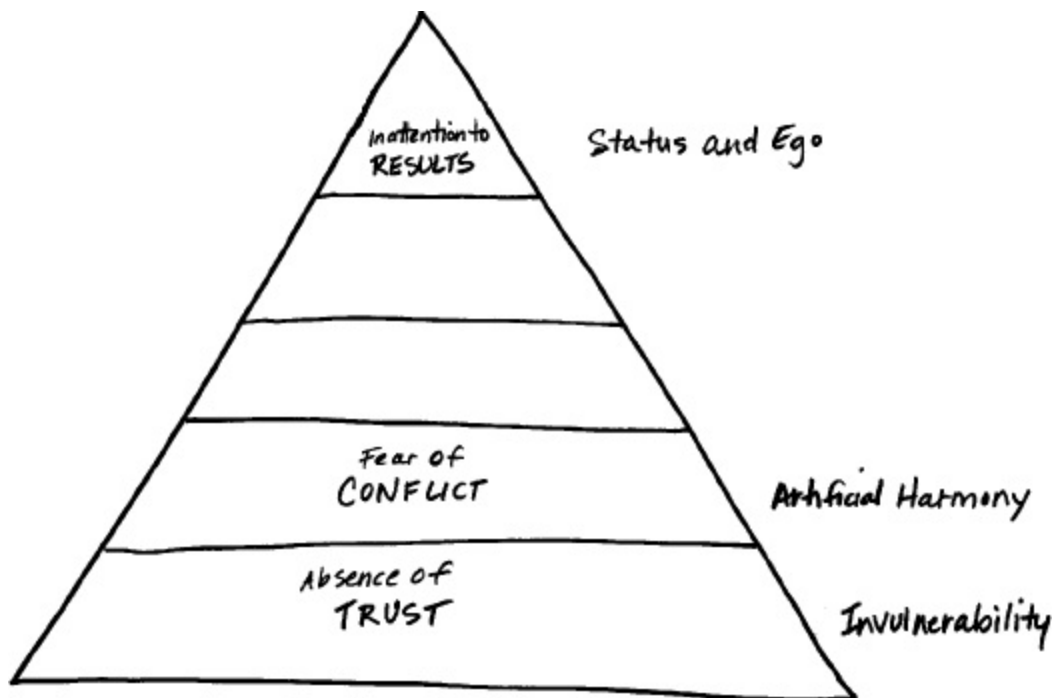 Inattention to
RESULTS
Status and Ego
Fear of
CONFLICT
Artificial Harmony
Absence of
TRUST
Invulnerability